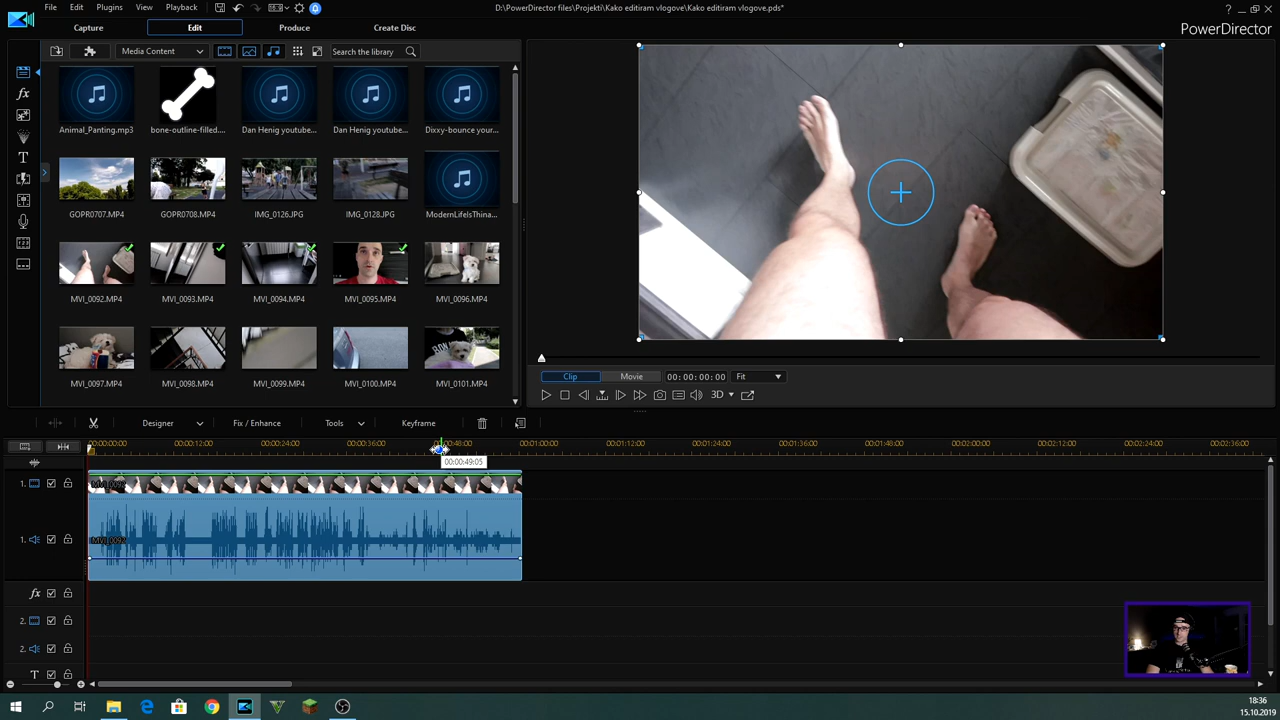 File Edit Plugins View Playback
D:\PowerDirector files\Projekti\Kako editiram vlogove\Kako editiram vlogove.pds*
Capture Edit Produce Create Disc
PowerDirector
Media Content
Search the library
Animal_Panting.mp3 bone-outline-filled.... Dan Henig youtube... Dan Henig youtube... Dixxy-bounce your...
GOPR0707.MP4 GOPR0708.MP4 IMG_0126.JPG IMG_0128.JPG ModernLifeIsThina...
MVI_0092.MP4 MVI_0093.MP4 MVI_0094.MP4 MVI_0095.MP4 MVI_0096.MP4
MVI_0097.MP4 MVI_0098.MP4 MVI_0099.MP4 MVI_0100.MP4 MVI_0101.MP4
Clip Movie 00:00:00:00 Fit
3D
Designer Fix / Enhance Tools Keyframe
00:00:00:00 00:00:12:00 00:00:24:00 00:00:36:00 00:00:48:00 00:01:00:00 00:01:12:00 00:01:24:00 00:01:36:00 00:01:48:00 00:02:00:00 00:02:12:00 00:02:24:00 00:02:36:00
00:00:49:05
1. MVI_0092
1. MVI_0092
fx
2.
2.
T
18:36
15.10.2019